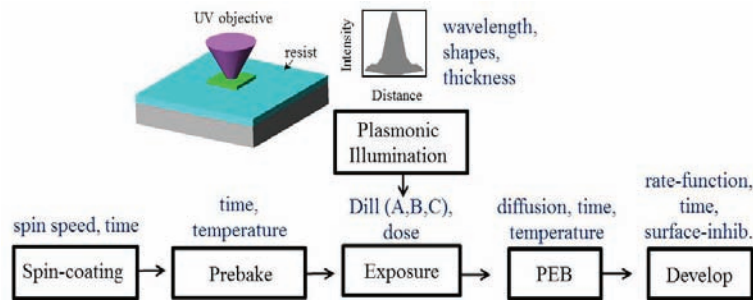 UV objective
resist
Intensity
Distance
wavelength,
shapes,
thickness
Plasmonic
Illumination
spin speed, time
Spin-coating
time,
temperature
Prebake
Dill (A,B,C),
dose
Exposure
diffusion, time,
temperature
PEB
rate-function,
time,
surface-inhib.
Develop